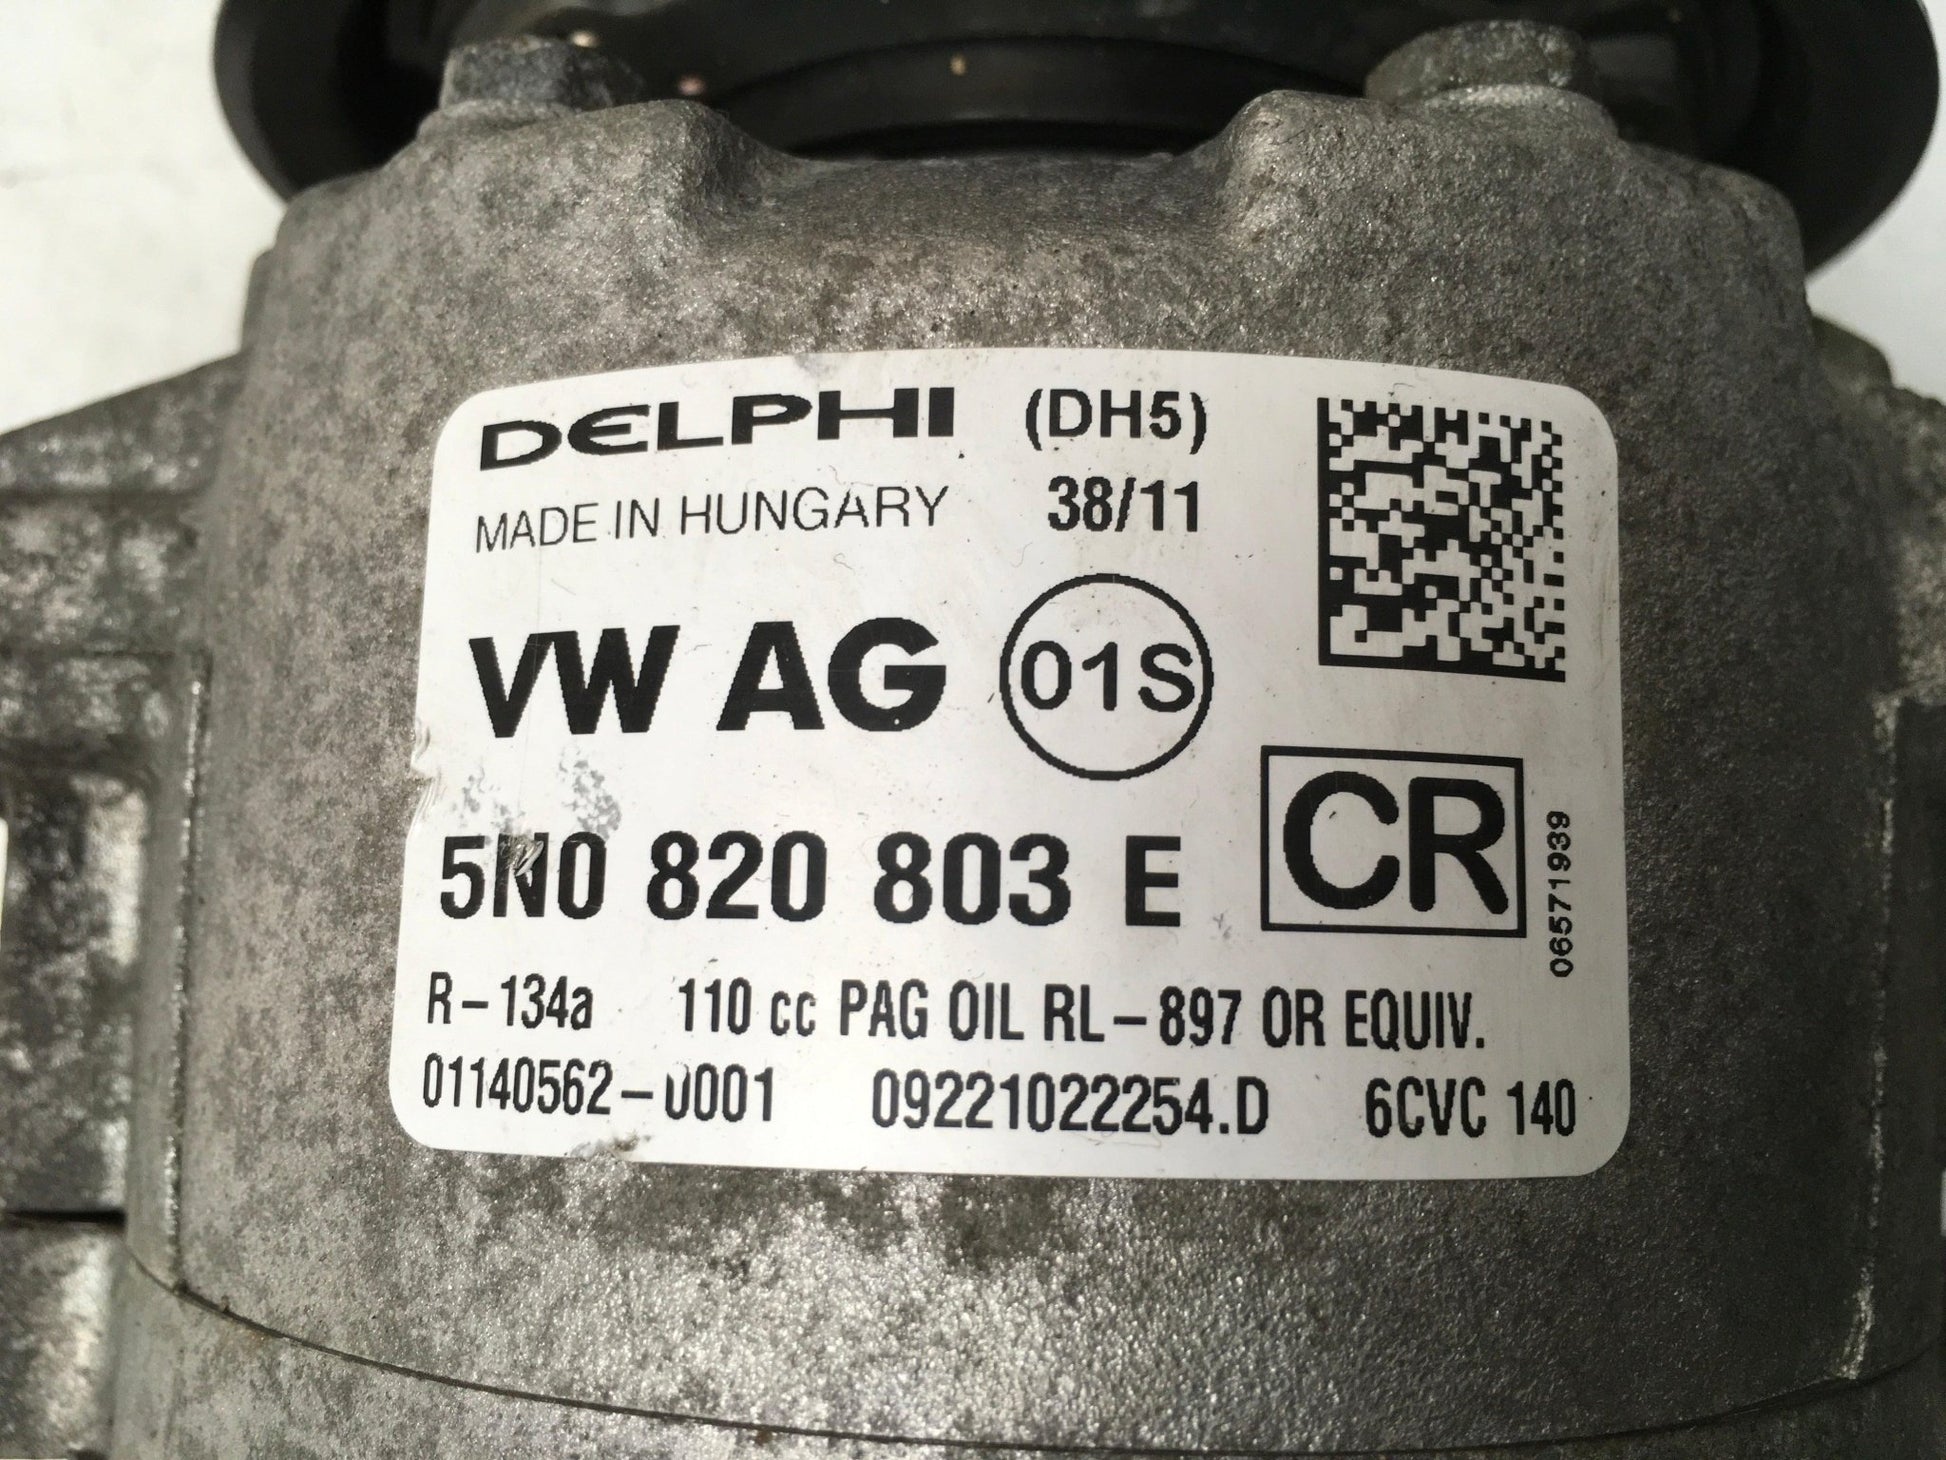 DELPHI (DH5)
MADE IN HUNGARY 38/11
VW AG 01S
5N0 820 803 E CR
06571939
R-134a 110 cc PAG OIL RL-897 OR EQUIV.
01140562-0001 09221022254.D 6CVC 140